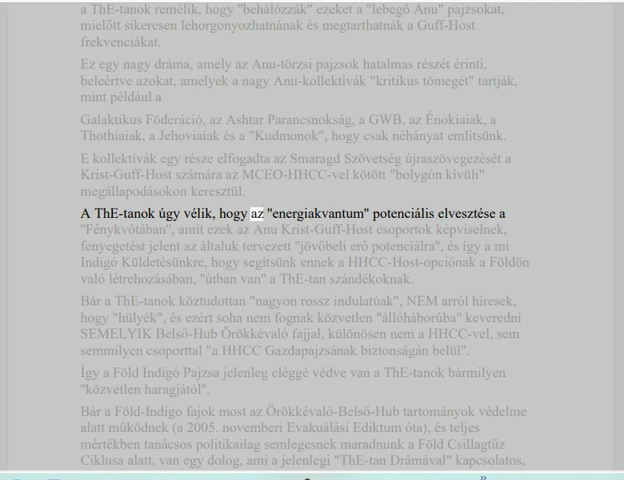 a ThE-tanok remélik, hogy "behálózzák" ezeket a "lebegő Anu" pajzsokat,
mielőtt sikeresen lehorgonyozhatnának és megtarthatnák a Guff-Host
frekvenciákat.
Ez egy nagy dráma, amely az Anu-törzsi pajzsok hatalmas részét érinti,
beleértve azokat, amelyek a nagy Anu-kollektívák "kritikus tömegét" tartják,
mint például a
Galaktikus Föderáció, az Ashtar Parancsnokság, a GWB, az Énokiaiak, a
Thothiaiak, a Jehoviaiak és a "Kudmonok", hogy csak néhányat említsünk.
E kollektívák egy része elfogadta az Smaragd Szövetség újraszövegezését a
Krist-Guff-Host számára az MCEO-HHCC-vel kötött "bolygón kívüli"
megállapodásokon keresztül.
A ThE-tanok úgy vélik, hogy az "energiakvantum" potenciális elvesztése a
"Fénykvótában", amit ezek az Anu Krist-Guff-Host csoportok képviselnek,
fenyegetést jelent az általuk tervezett "jövőbeli erő potenciálra", és így a mi
Indigó Küldetésünkre, hogy segítsünk ennek a HHCC-Host-opciónak a Földön
való létrehozásában, "útban van" a ThE-tan szándékoknak.
Bár a ThE-tanok köztudottan "nagyon rossz indulatúak", NEM arról híresek,
hogy "hülyék", és ezért soha nem fognak közvetlen "állóháborúba" keveredni
SEMELYIK Belső-Hub Örökkévaló fajjal, különösen nem a HHCC-vel, sem
semmilyen csoporttal "a HHCC Gazdapajzsának biztonságán belül".
Így a Föld Indigó Pajzsa jelenleg eléggé védve van a ThE-tanok bármilyen
"közvetlen haragjától".
Bár a Föld-Indigo fajok most az Örökkévaló-Belső-Hub tartományok védelme
alatt működnek (a 2005. novemberi Evakuálási Ediktum óta), és teljes
mértékben tanácsos politikailag semlegesnek maradnunk a Föld Csillagtűz
Ciklusa alatt, van egy dolog, ami a jelenlegi "ThE-tan Drámával" kapcsolatos,